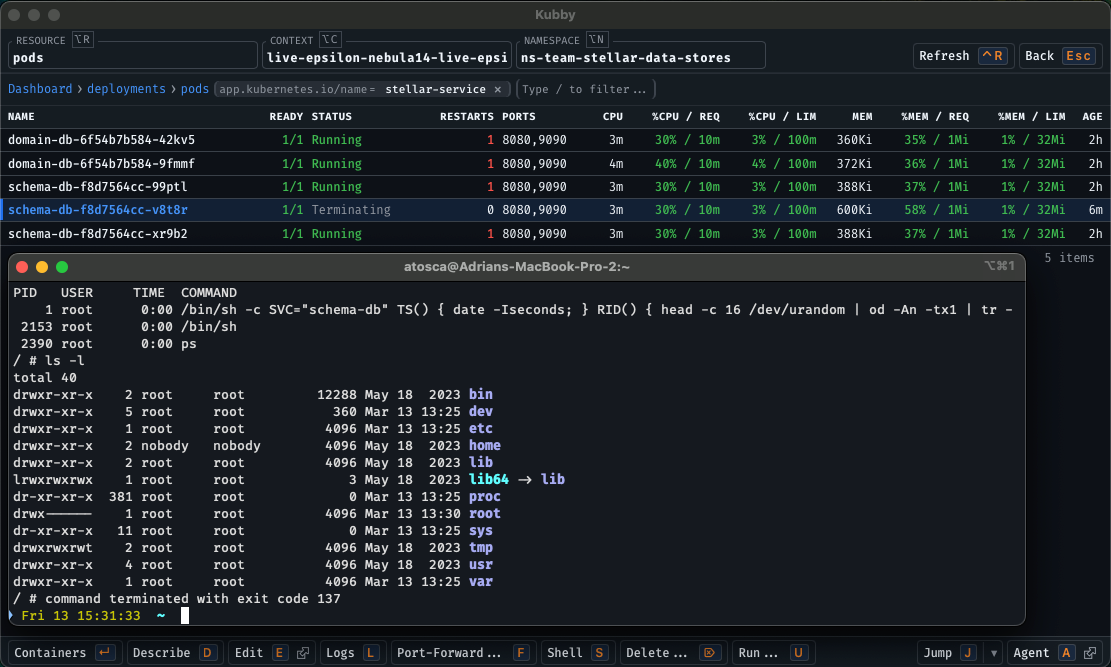 Kubby
RESOURCE ⌥R CONTEXT ⌥C NAMESPACE ⌥N
pods live-epsilon-nebula14-live-epsi ns-team-stellar-data-stores Refresh ^R Back Esc
Dashboard › deployments › pods app.kubernetes.io/name= stellar-service × Type / to filter...
NAME READY STATUS RESTARTS PORTS CPU %CPU / REQ %CPU / LIM MEM %MEM / REQ %MEM / LIM AGE
domain-db-6f54b7b584-42kv5 1/1 Running 1 8080,9090 3m 30% / 10m 3% / 100m 360Ki 35% / 1Mi 1% / 32Mi 2h
domain-db-6f54b7b584-9fmmf 1/1 Running 1 8080,9090 4m 40% / 10m 4% / 100m 372Ki 36% / 1Mi 1% / 32Mi 2h
schema-db-f8d7564cc-99ptl 1/1 Running 1 8080,9090 3m 30% / 10m 3% / 100m 388Ki 37% / 1Mi 1% / 32Mi 2h
schema-db-f8d7564cc-v8t8r 1/1 Terminating 0 8080,9090 3m 30% / 10m 3% / 100m 600Ki 58% / 1Mi 1% / 32Mi 6m
schema-db-f8d7564cc-xr9b2 1/1 Running 1 8080,9090 3m 30% / 10m 3% / 100m 388Ki 37% / 1Mi 1% / 32Mi 2h
5 items
atosca@Adrians-MacBook-Pro-2:~ ⌥⌘1
PID USER TIME COMMAND
1 root 0:00 /bin/sh -c SVC="schema-db" TS() { date -Iseconds; } RID() { head -c 16 /dev/urandom | od -An -tx1 | tr -
2153 root 0:00 /bin/sh
2390 root 0:00 ps
/ # ls -l
total 40
drwxr-xr-x 2 root root 12288 May 18 2023 bin
drwxr-xr-x 5 root root 360 Mar 13 13:25 dev
drwxr-xr-x 1 root root 4096 Mar 13 13:25 etc
drwxr-xr-x 2 nobody nobody 4096 May 18 2023 home
drwxr-xr-x 2 root root 4096 May 18 2023 lib
lrwxrwxrwx 1 root root 3 May 18 2023 lib64 -> lib
dr-xr-xr-x 381 root root 0 Mar 13 13:25 proc
drwx------ 1 root root 4096 Mar 13 13:30 root
dr-xr-xr-x 11 root root 0 Mar 13 13:25 sys
drwxrwxrwt 2 root root 4096 May 18 2023 tmp
drwxr-xr-x 4 root root 4096 May 18 2023 usr
drwxr-xr-x 1 root root 4096 Mar 13 13:25 var
/ # command terminated with exit code 137
Fri 13 15:31:33 ~
Containers ↵ Describe D Edit E Logs L Port-Forward... F Shell S Delete... ⌦ Run... U Jump J ▾ Agent A